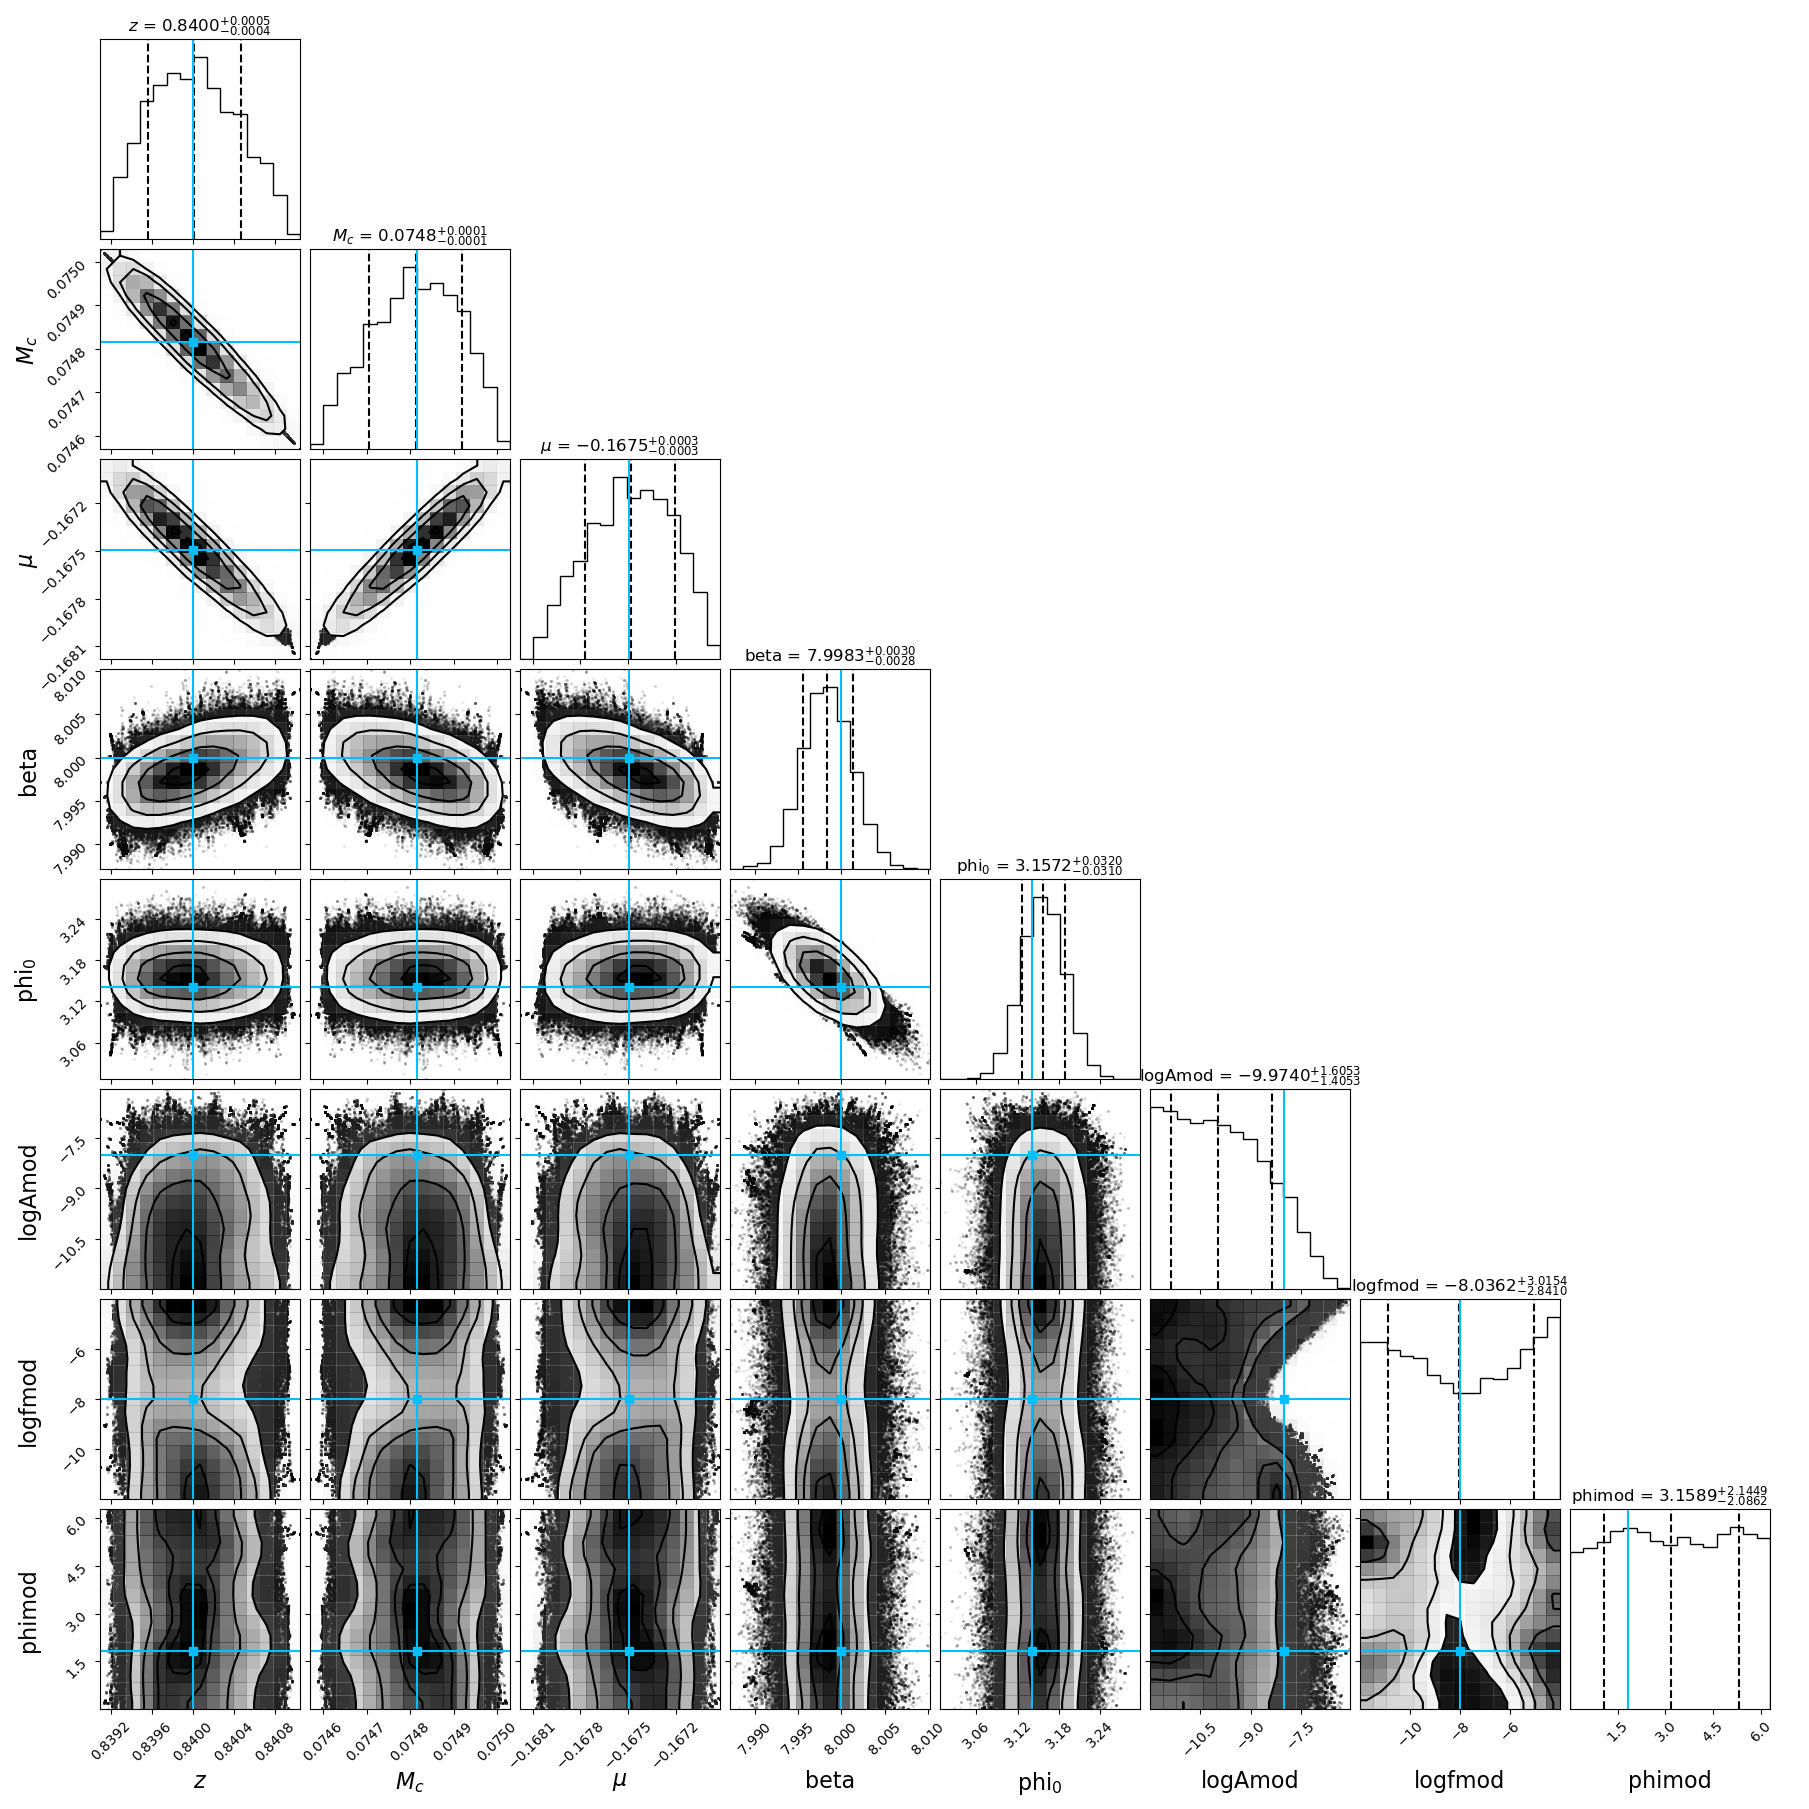 z = 0.8400+0.0005 −0.0004
M_c = 0.0748+0.0001 −0.0001
0.0750
0.0749
0.0748
0.0747
0.0746
M_c
μ = −0.1675+0.0003 −0.0003
−0.1672
−0.1675
−0.1678
−0.1681
μ
beta = 7.9983+0.0030 −0.0028
8.010
8.005
8.000
7.995
7.990
beta
phi0 = 3.1572+0.0320 −0.0310
3.24
3.18
3.12
3.06
phi0
logAmod = −9.9740+1.6053 −1.4053
−7.5
−9.0
−10.5
logAmod
logfmod = −8.0362+3.0154 −2.8410
−6
−8
−10
logfmod
phimod = 3.1589+2.1449 −2.0862
6.0
4.5
3.0
1.5
phimod
0.8392 0.8396 0.8400 0.8404 0.8408
0.0746 0.0747 0.0748 0.0749 0.0750
−0.1681 −0.1678 −0.1675 −0.1672
7.990 7.995 8.000 8.005 8.010
3.06 3.12 3.18 3.24
−10.5 −9.0 −7.5
−10 −8 −6
1.5 3.0 4.5 6.0
z M_c μ beta phi0 logAmod logfmod phimod